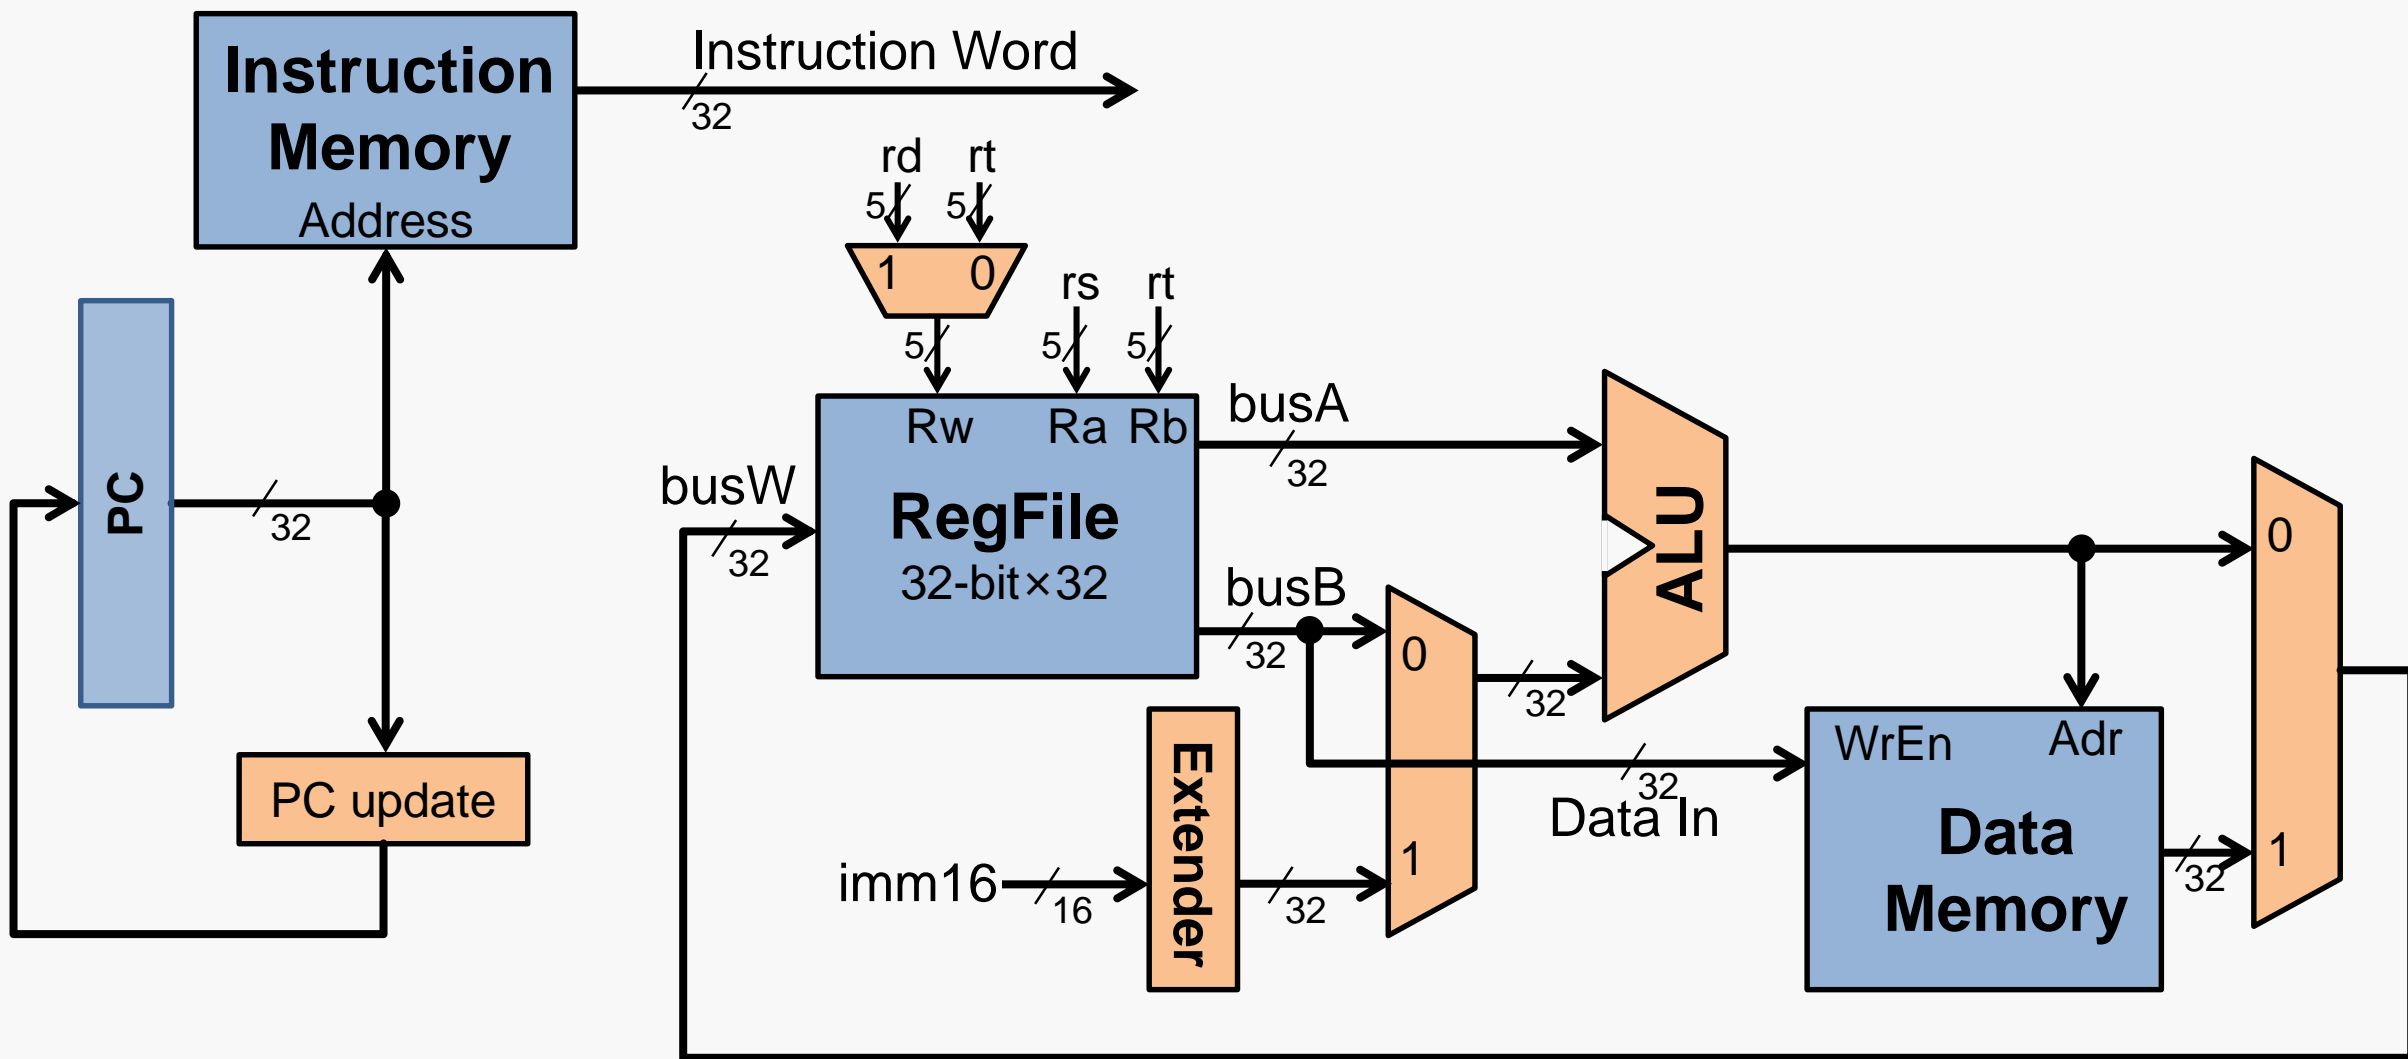 Instruction
Memory
Address
Instruction Word
32
rd
rt
5
5
1
0
rs
rt
5
5
5
PC
32
PC update
Rw
Ra
Rb
RegFile
32-bit×32
busW
32
busA
32
busB
32
0
1
32
ALU
imm16
16
Extender
32
32
Data In
WrEn
Adr
Data
Memory
32
0
1